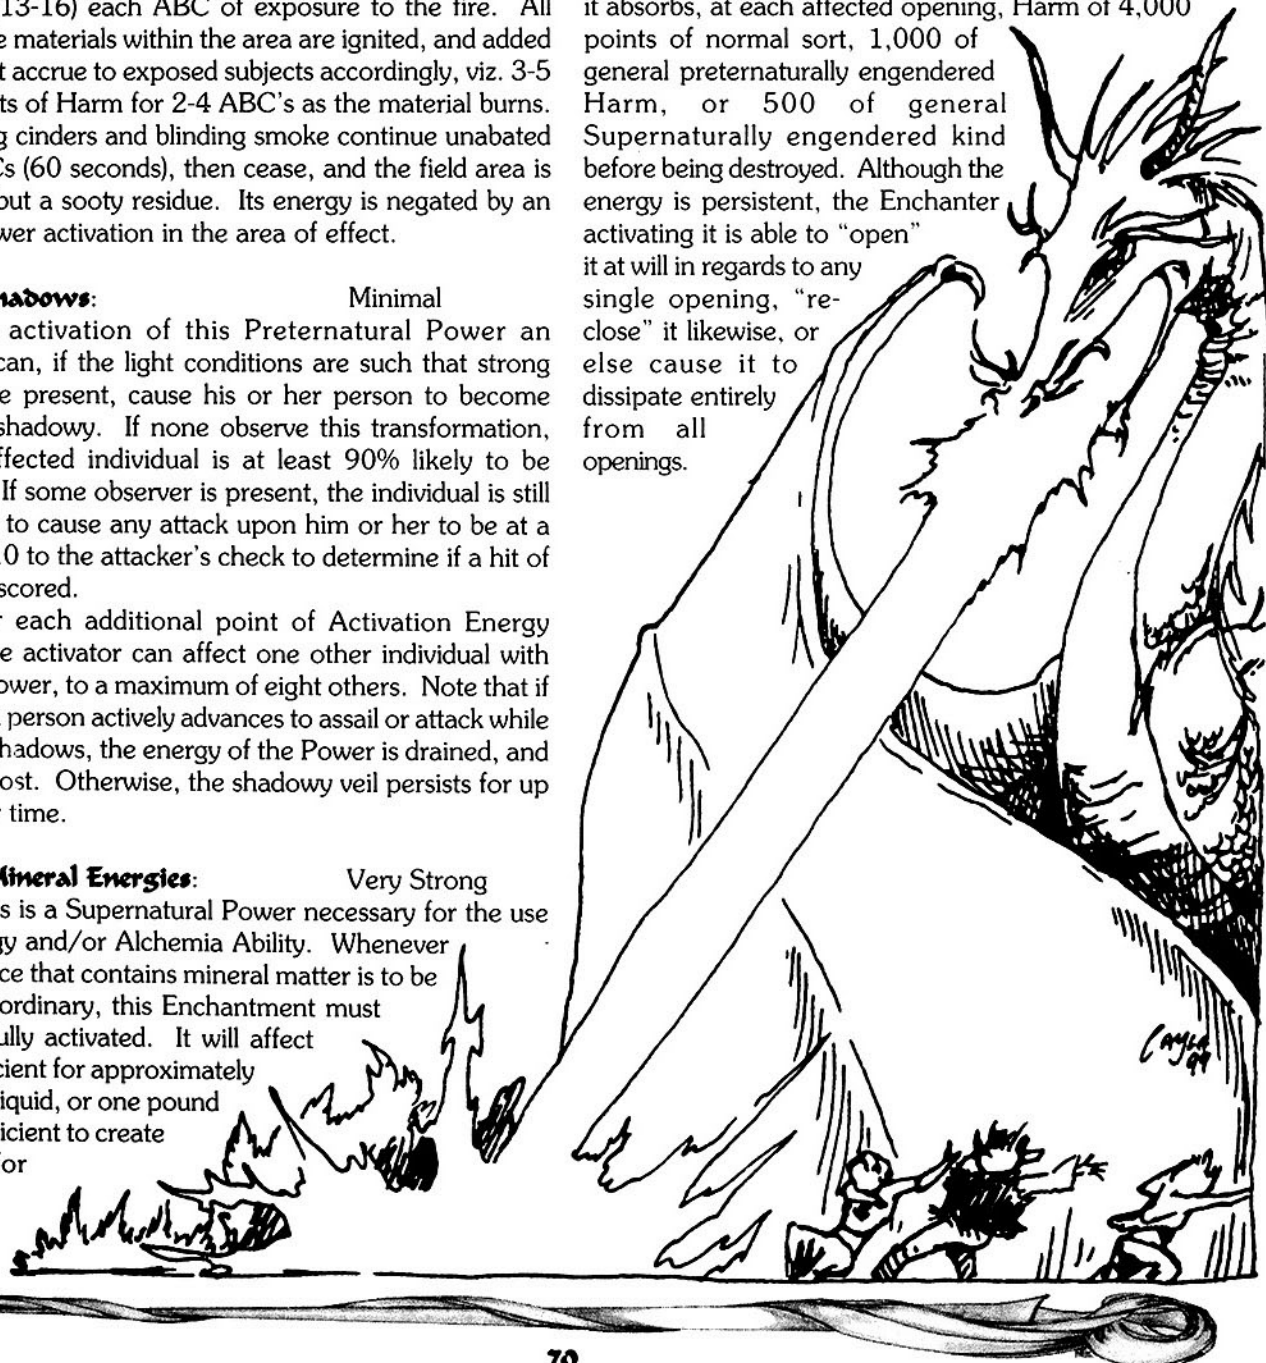 13-16) each ABC of exposure to the fire. All
e materials within the area are ignited, and added
t accrue to exposed subjects accordingly, viz. 3-5
ts of Harm for 2-4 ABC's as the material burns.
g cinders and blinding smoke continue unabated
Cs (60 seconds), then cease, and the field area is
out a sooty residue. Its energy is negated by an
wer activation in the area of effect.
hadows: Minimal
activation of this Preternatural Power an
can, if the light conditions are such that strong
e present, cause his or her person to become
shadowy. If none observe this transformation,
ffected individual is at least 90% likely to be
If some observer is present, the individual is still
to cause any attack upon him or her to be at a
0 to the attacker's check to determine if a hit of
scored.
r each additional point of Activation Energy
e activator can affect one other individual with
ower, to a maximum of eight others. Note that if
person actively advances to assail or attack while
hadows, the energy of the Power is drained, and
ost. Otherwise, the shadowy veil persists for up
time.
Mineral Energies: Very Strong
s is a Supernatural Power necessary for the use
gy and/or Alchemia Ability. Whenever
ce that contains mineral matter is to be
ordinary, this Enchantment must
ully activated. It will affect
cient for approximately
liquid, or one pound
icient to create
or
it absorbs, at each affected opening, Harm of 4,000
points of normal sort, 1,000 of
general preternaturally engendered
Harm, or 500 of general
Supernaturally engendered kind
before being destroyed. Although the
energy is persistent, the Enchanter
activating it is able to “open”
it at will in regards to any
single opening, “re-
close” it likewise, or
else cause it to
dissipate entirely
from all
openings.
Cayla
99